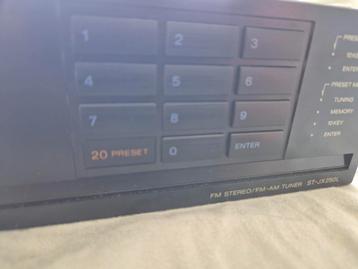 1 2 3
4 5 6
7 8 9
20 PRESET 0 ENTER
TUNING
MEMORY
10KEY
ENTER
FM STEREO/FM-AM TUNER ST-JX250L